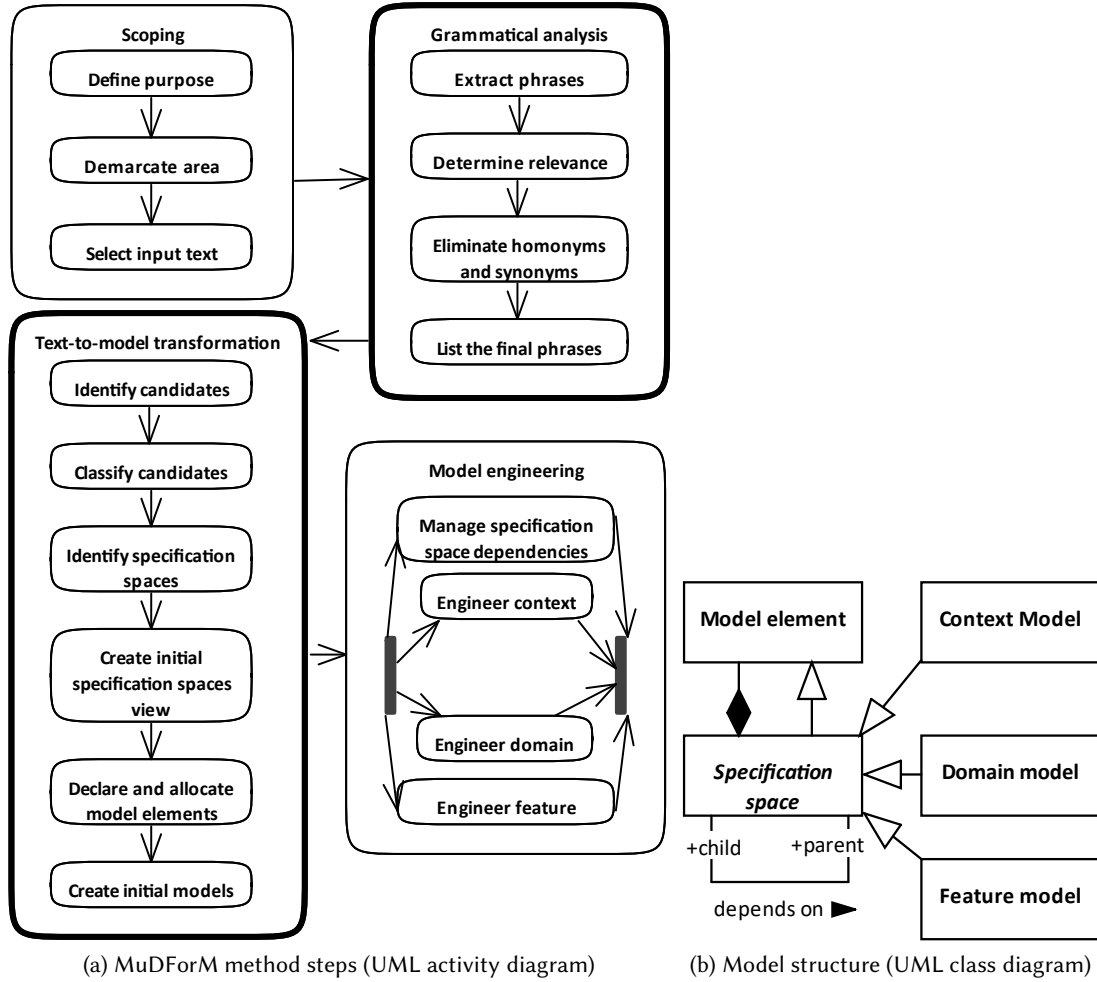 Scoping
Define purpose
Demarcate area
Select input text
Grammatical analysis
Extract phrases
Determine relevance
Eliminate homonyms
and synonyms
List the final phrases
Text-to-model transformation
Identify candidates
Classify candidates
Identify specification
spaces
Create initial
specification spaces
view
Declare and allocate
model elements
Create initial models
Model engineering
Manage specification
space dependencies
Engineer context
Engineer domain
Engineer feature
(a) MuDForM method steps (UML activity diagram)
Model element
Context Model
Specification
space
Domain model
+child
+parent
Feature model
depends on
(b) Model structure (UML class diagram)